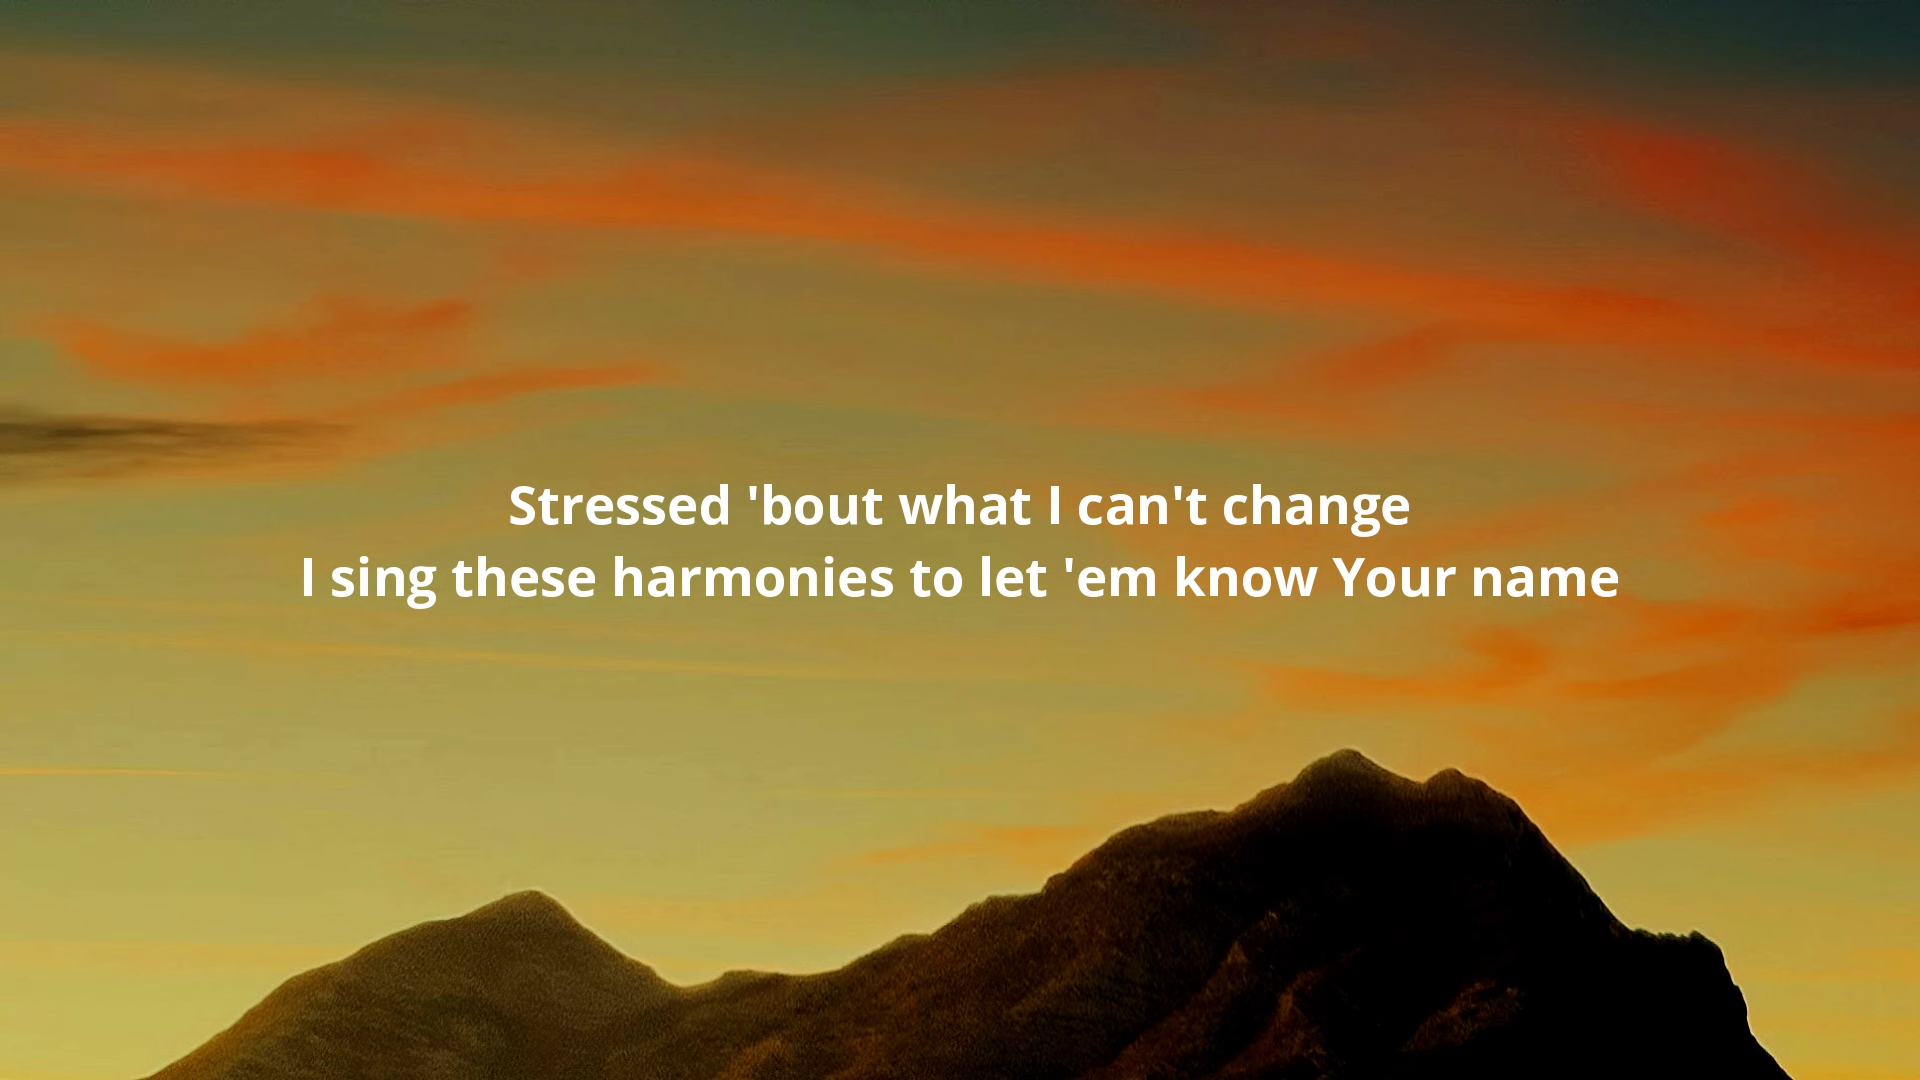 Stressed 'bout what I can't change
I sing these harmonies to let 'em know Your name